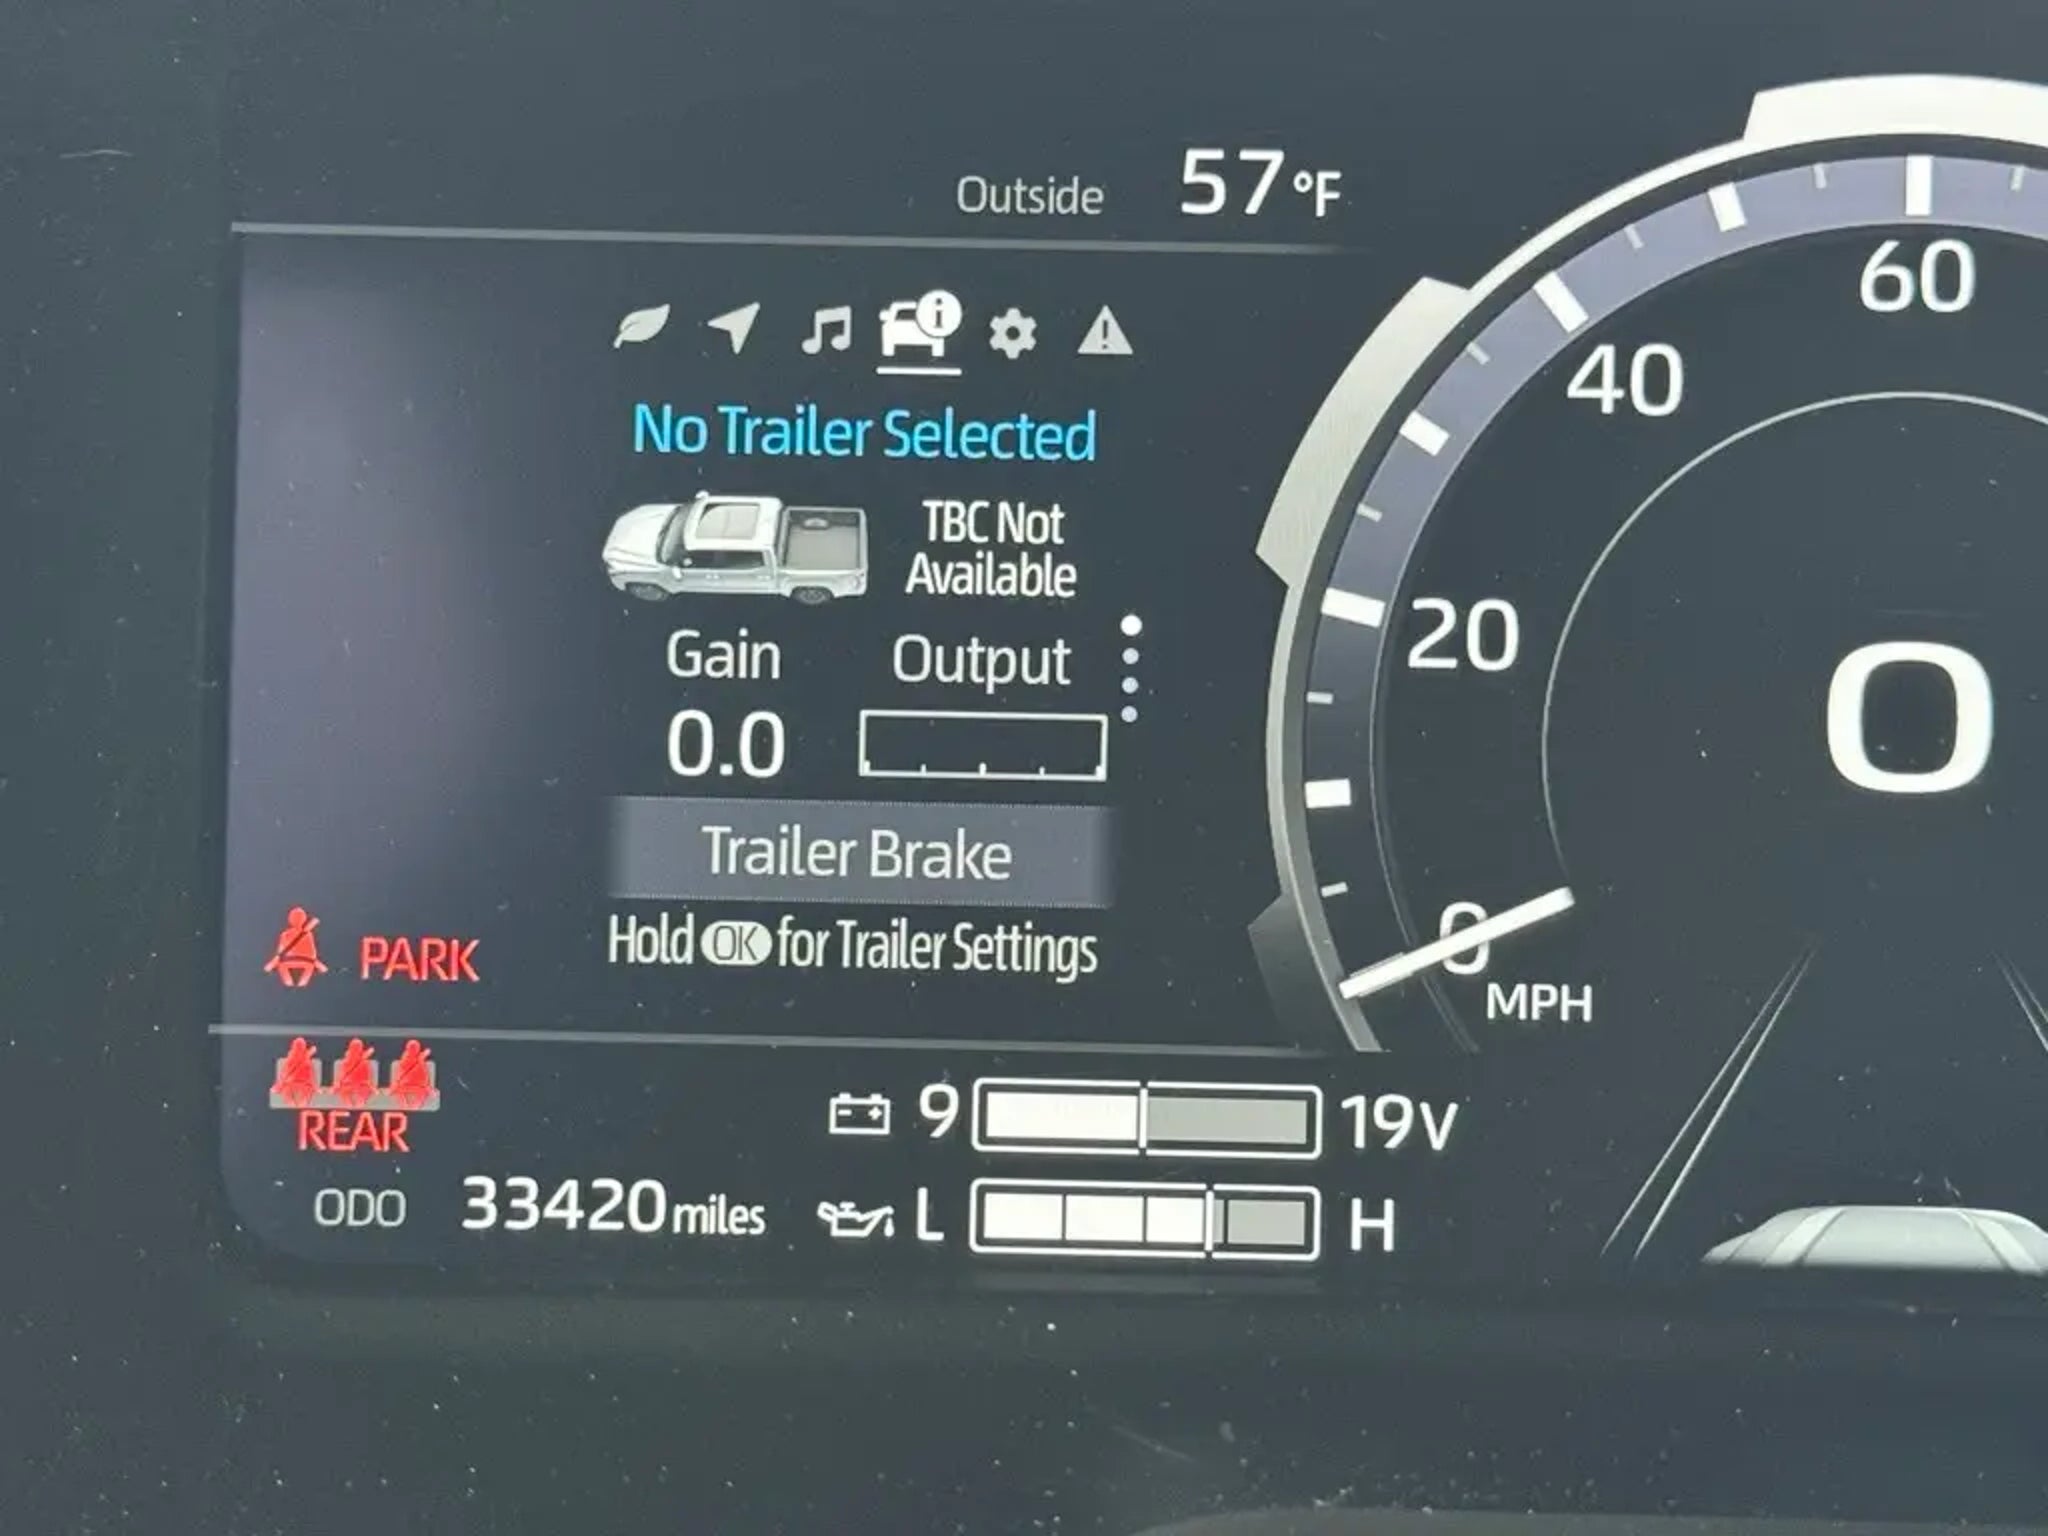 Outside 57°F
No Trailer Selected
TBC Not
Available
Gain Output
0.0
Trailer Brake
Hold OK for Trailer Settings
PARK
REAR
ODO 33420 miles
9 19V
L H
60
40
20
0
MPH
0